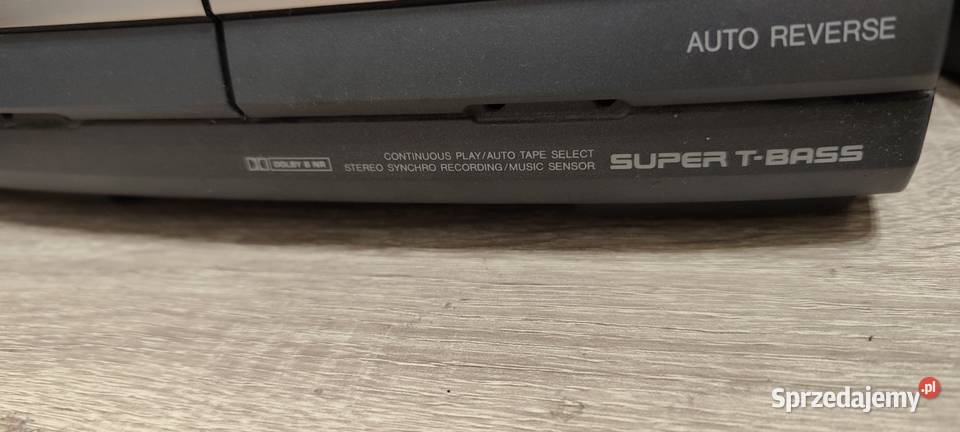 AUTO REVERSE
DOLBY B NR
CONTINUOUS PLAY/AUTO TAPE SELECT
STEREO SYNCHRO RECORDING/MUSIC SENSOR
SUPER T-BASS
Sprzedajemy.pl